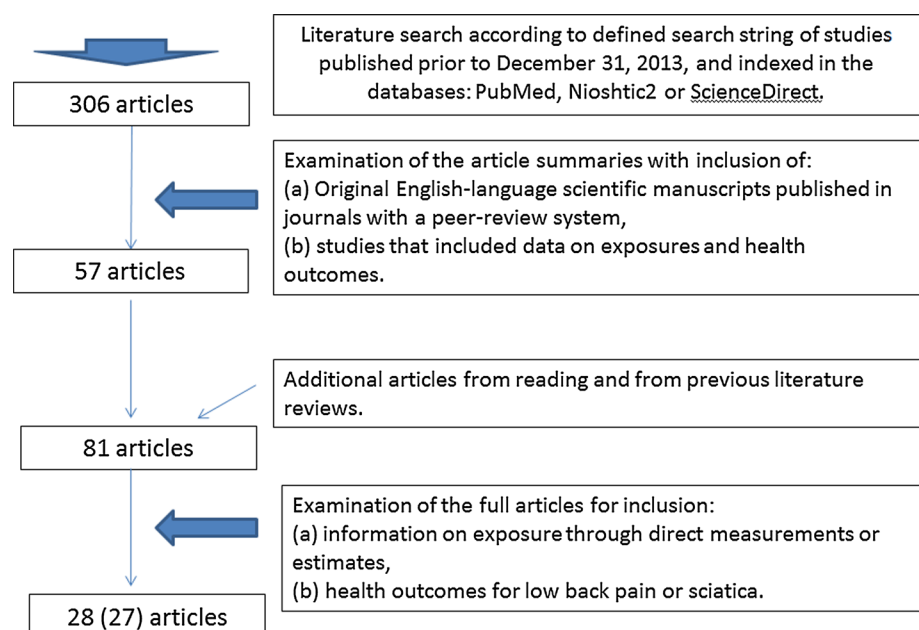 Literature search according to defined search string of studies
published prior to December 31, 2013, and indexed in the
databases: PubMed, Nioshtic2 or ScienceDirect.
306 articles
Examination of the article summaries with inclusion of:
(a) Original English-language scientific manuscripts published in
journals with a peer-review system,
(b) studies that included data on exposures and health
outcomes.
57 articles
Additional articles from reading and from previous literature
reviews.
81 articles
Examination of the full articles for inclusion:
(a) information on exposure through direct measurements or
estimates,
(b) health outcomes for low back pain or sciatica.
28 (27) articles